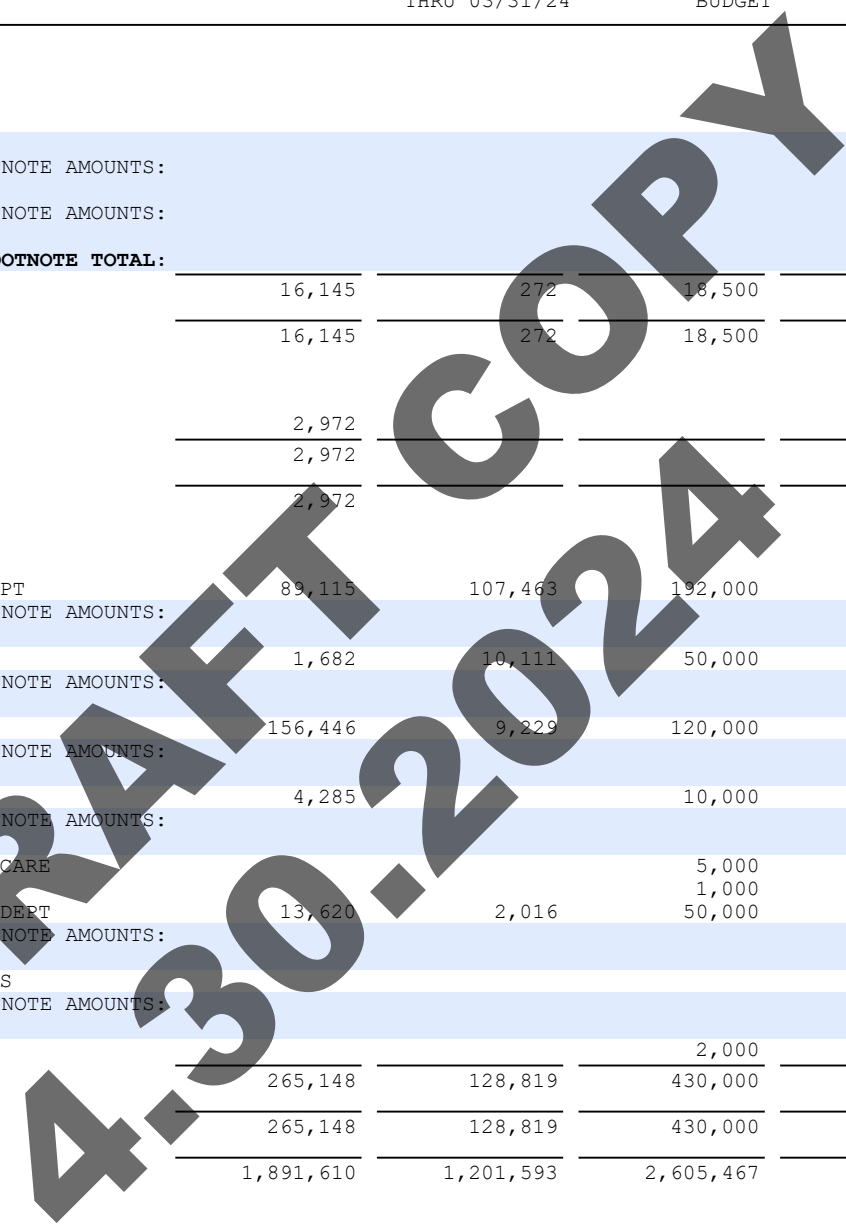 THRU 03/31/24 BUDGET
NOTE AMOUNTS:
NOTE AMOUNTS:
OTNOTE TOTAL:
16,145 272 18,500
16,145 272 18,500
2,972
2,972
2,972
PT 89,115 107,463 192,000
NOTE AMOUNTS:
1,682 10,111 50,000
NOTE AMOUNTS:
156,446 9,229 120,000
NOTE AMOUNTS:
4,285 10,000
NOTE AMOUNTS:
CARE 5,000
1,000
DEPT 13,620 2,016 50,000
NOTE AMOUNTS:
S
NOTE AMOUNTS:
2,000
265,148 128,819 430,000
265,148 128,819 430,000
1,891,610 1,201,593 2,605,467
RAFT COPY
4.30.2024